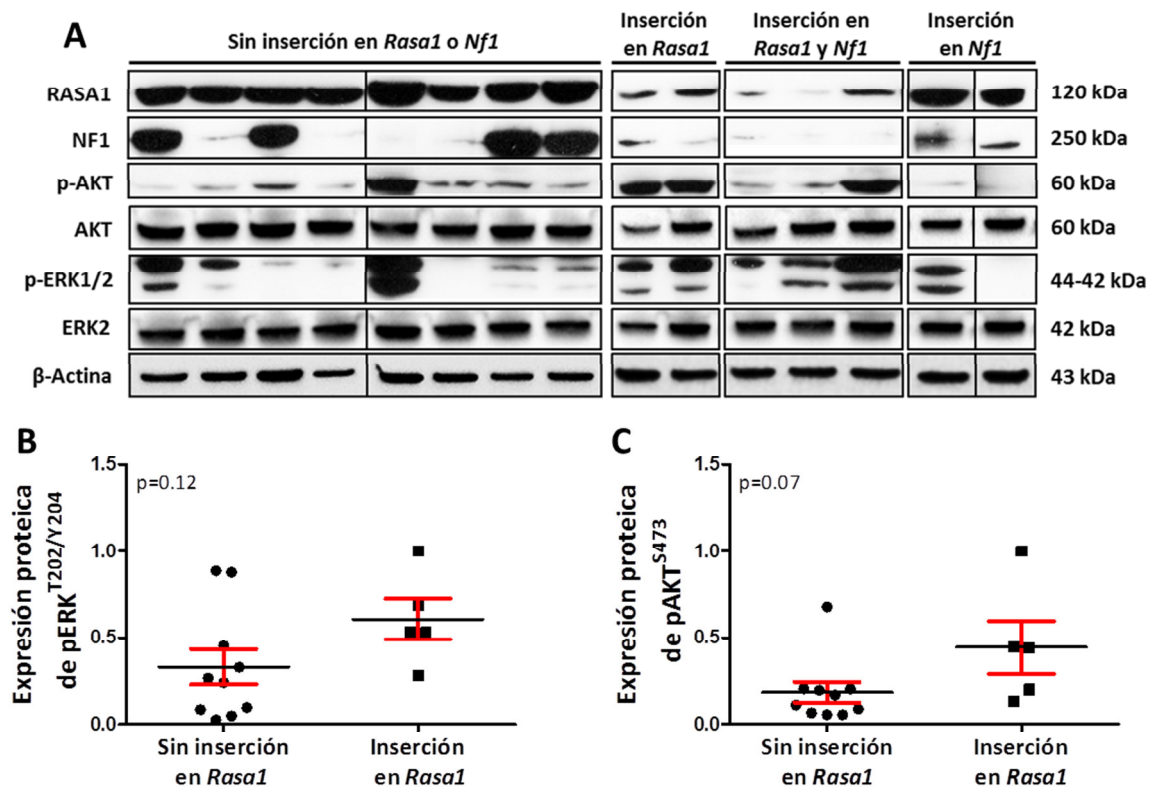 A
Sin inserción en Rasa1 o Nf1
Inserción
en Rasa1
Inserción en
Rasa1 y Nf1
Inserción
en Nf1
RASA1
120 kDa
NF1
250 kDa
p-AKT
60 kDa
AKT
60 kDa
p-ERK1/2
44-42 kDa
ERK2
42 kDa
β-Actina
43 kDa
B
Expresión proteica
de pERK^T202/Y204
1.5
1.0
0.5
0.0
p=0.12
Sin inserción
en Rasa1
Inserción
en Rasa1
C
Expresión proteica
de pAKT^S473
1.5
1.0
0.5
0.0
p=0.07
Sin inserción
en Rasa1
Inserción
en Rasa1